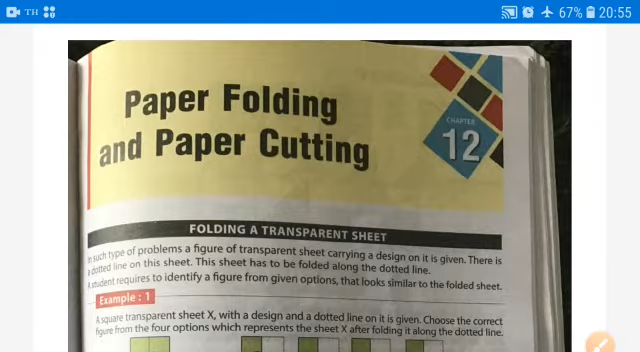 TH
67% 20:55
Paper Folding
and Paper Cutting
CHAPTER
12
FOLDING A TRANSPARENT SHEET
In such type of problems a figure of transparent sheet carrying a design on it is given. There is
a dotted line on this sheet. This sheet has to be folded along the dotted line.
A student requires to identify a figure from given options, that looks similar to the folded sheet.
Example : 1
A square transparent sheet X, with a design and a dotted line on it is given. Choose the correct
figure from the four options which represents the sheet X after folding it along the dotted line.